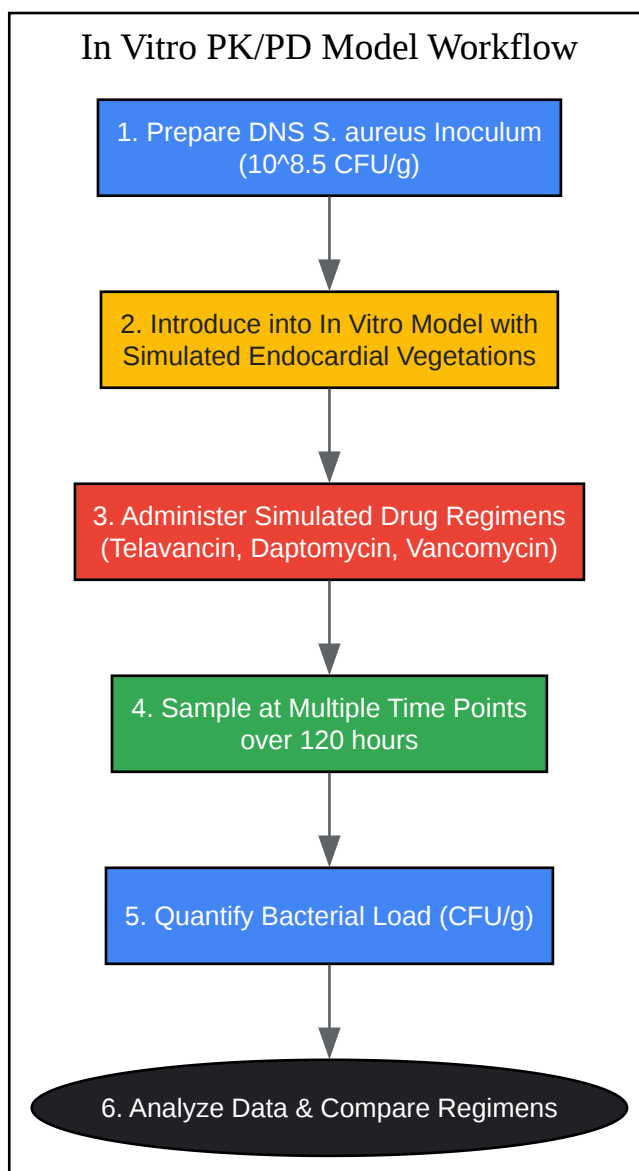 In Vitro PK/PD Model Workflow
1. Prepare DNS S. aureus Inoculum
(10^8.5 CFU/g)
2. Introduce into In Vitro Model with
Simulated Endocardial Vegetations
3. Administer Simulated Drug Regimens
(Telavancin, Daptomycin, Vancomycin)
4. Sample at Multiple Time Points
over 120 hours
5. Quantify Bacterial Load (CFU/g)
6. Analyze Data & Compare Regimens